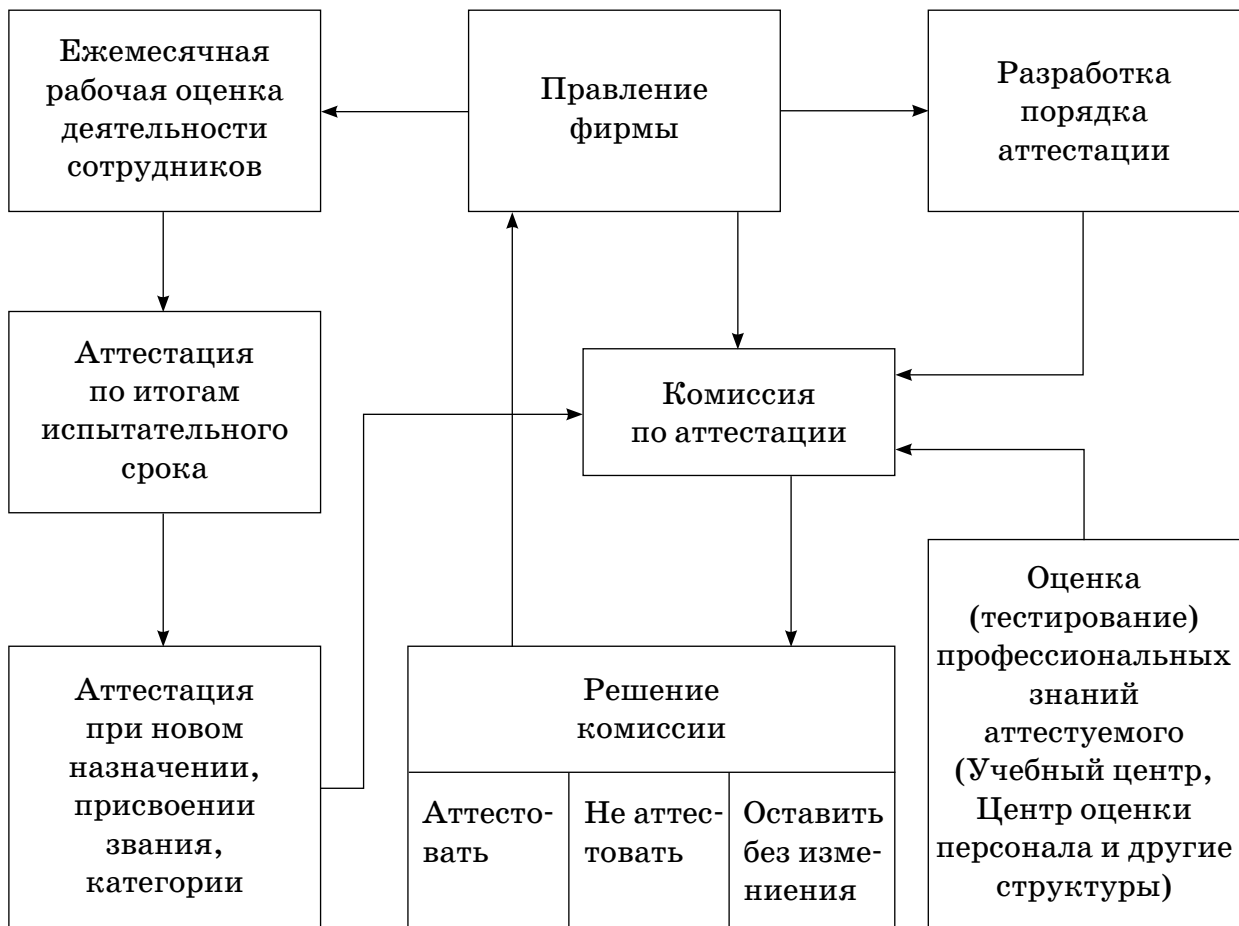 Ежемесячная
рабочая оценка
деятельности
сотрудников
Правление
фирмы
Разработка
порядка
аттестации
Аттестация
по итогам
испытательного
срока
Комиссия
по аттестации
Аттестация
при новом
назначении,
присвоении
звания,
категории
Решение
комиссии
Аттесто-
вать
Не аттес-
товать
Оставить
без изме-
ниения
Оценка
(тестирование)
профессиональных
знаний
аттестуемого
(Учебный центр,
Центр оценки
персонала и другие
структуры)